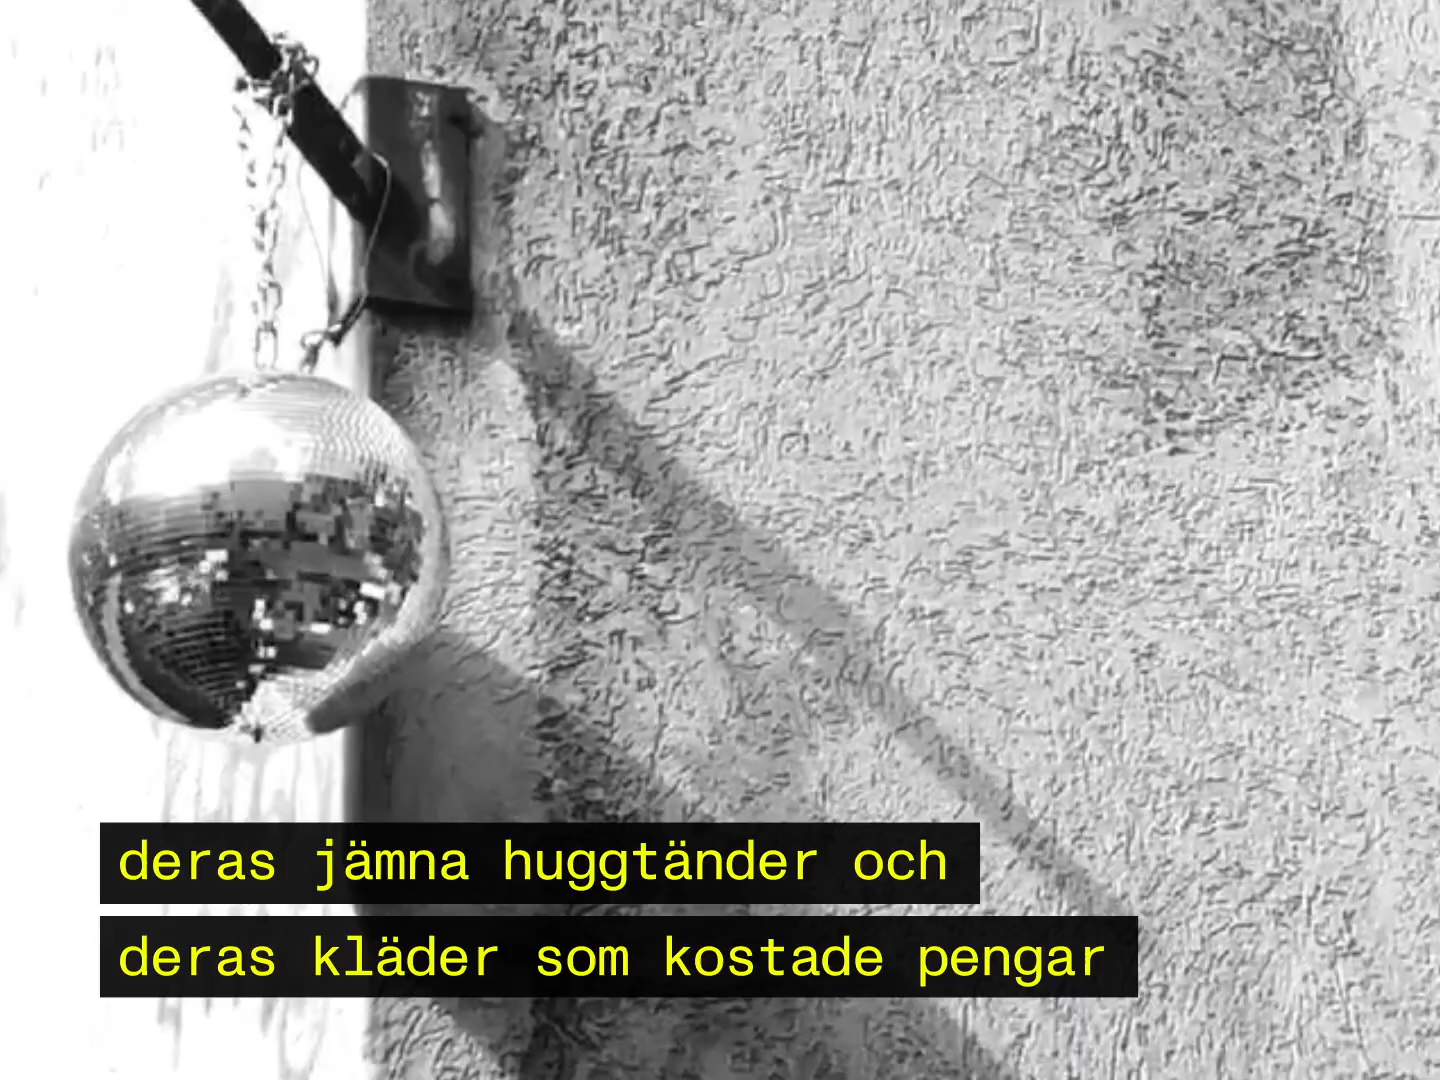 deras jämna huggtänder och
deras kläder som kostade pengar